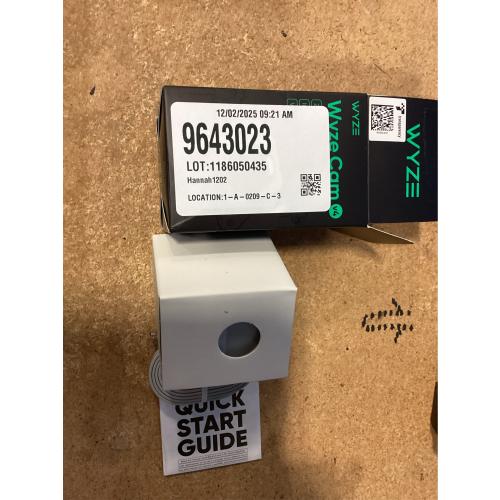 12/02/2025 09:21 AM
9643023
LOT:1186050435
Hannah1202
LOCATION:1-A-0209-C-3
WYZE
Wyze Cam v4
WYZE
QUICK
START
GUIDE